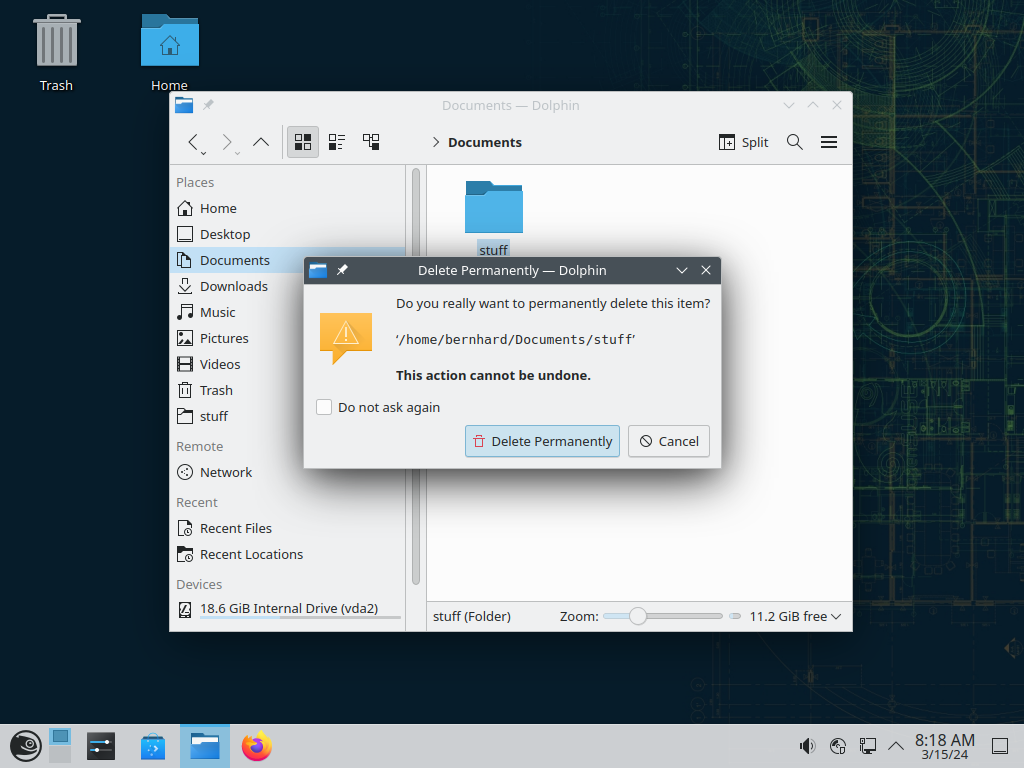 Trash
Home
Documents — Dolphin
Documents
Split
Places
Home
Desktop
Documents
Downloads
Music
Pictures
Videos
Trash
stuff
Remote
Network
Recent
Recent Files
Recent Locations
Devices
18.6 GiB Internal Drive (vda2)
stuff
Delete Permanently — Dolphin
Do you really want to permanently delete this item?
‘/home/bernhard/Documents/stuff’
This action cannot be undone.
Do not ask again
Delete Permanently
Cancel
stuff (Folder)
Zoom:
11.2 GiB free
8:18 AM
3/15/24